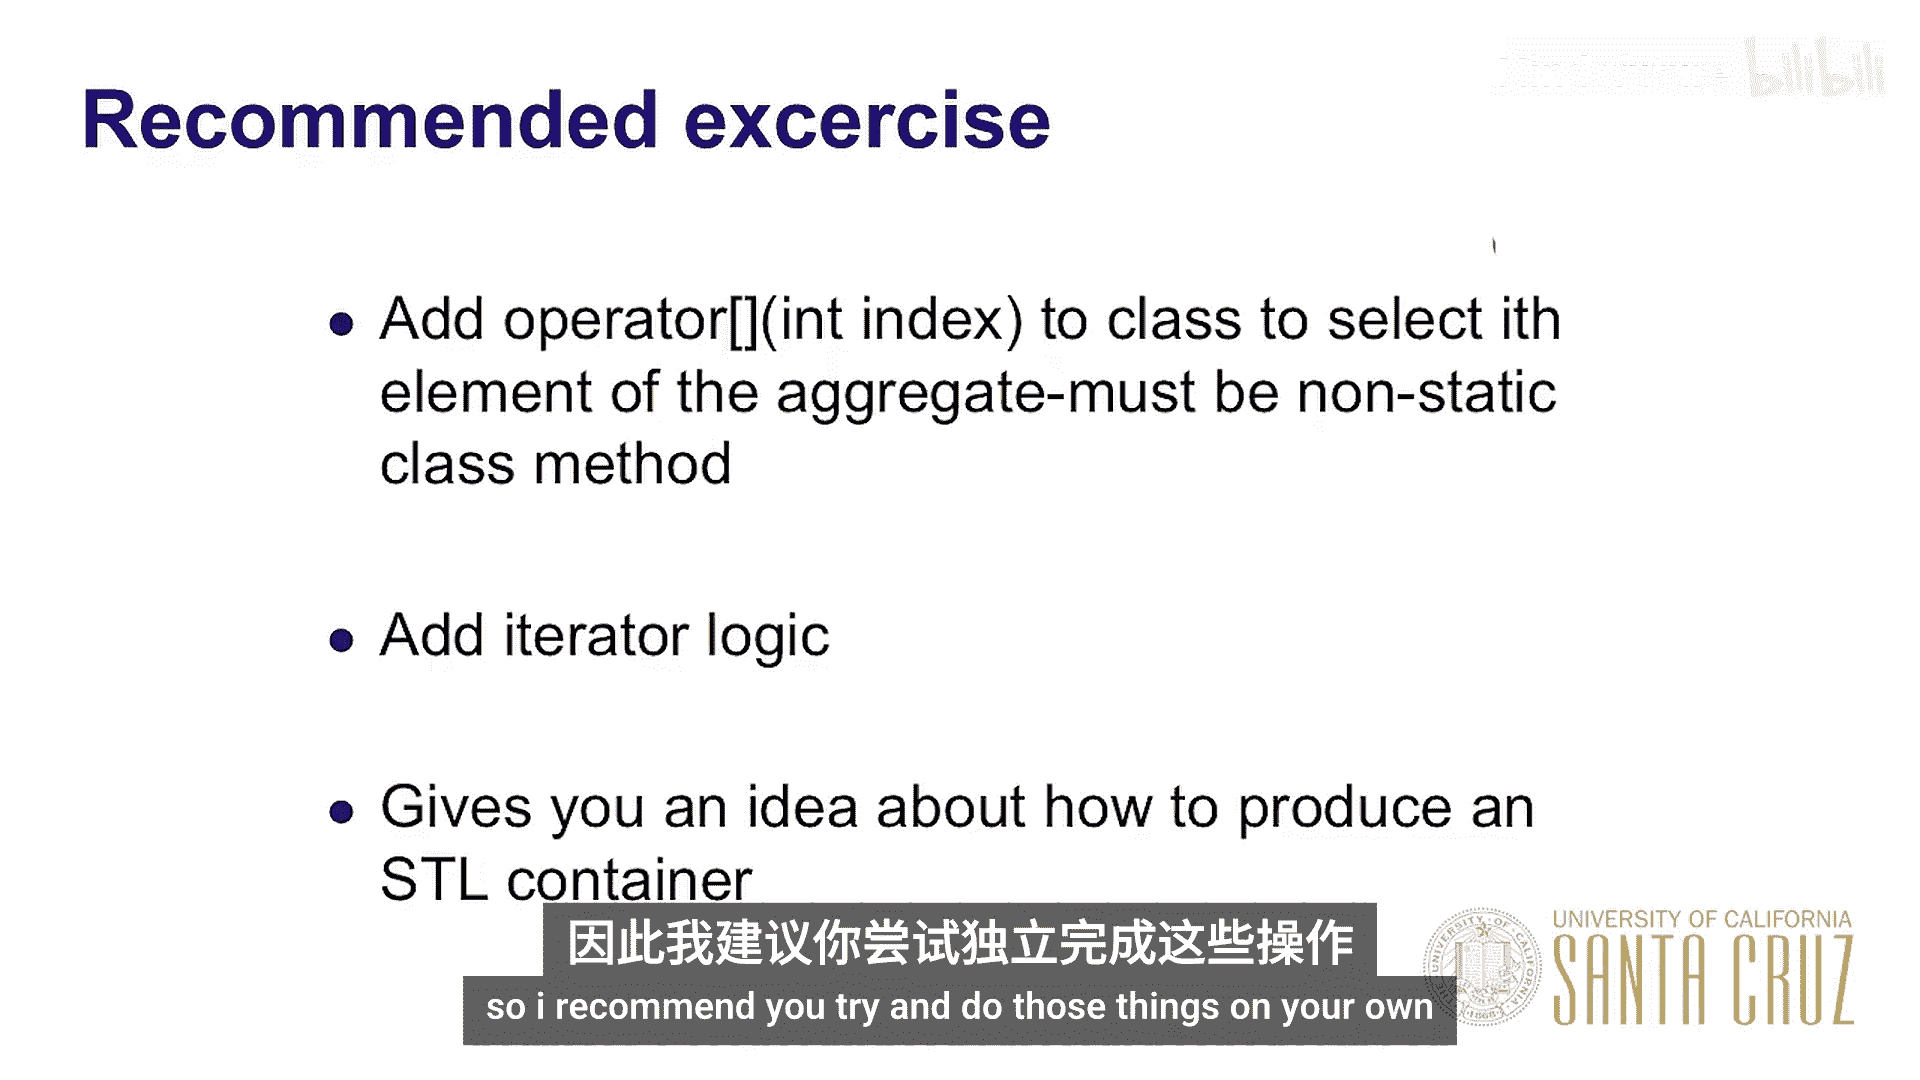 bilibili
Recommended excercise
• Add operator[](int index) to class to select ith
element of the aggregate-must be non-static
class method
• Add iterator logic
• Gives you an idea about how to produce an
STL container
因此我建议你尝试独立完成这些操作
so i recommend you try and do those things on your own
UNIVERSITY OF CALIFORNIA
SANTA CRUZ